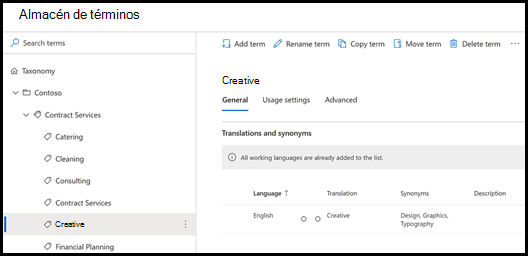 Almacén de términos
Search terms
Add term Rename term Copy term Move term Delete term ...
Taxonomy
Contoso
Contract Services
Catering
Cleaning
Consulting
Contract Services
Creative
Financial Planning
Creative
General Usage settings Advanced
Translations and synonyms
All working languages are already added to the list.
Language ↑ Translation Synonyms Description
English Creative Design, Graphics,
Typography